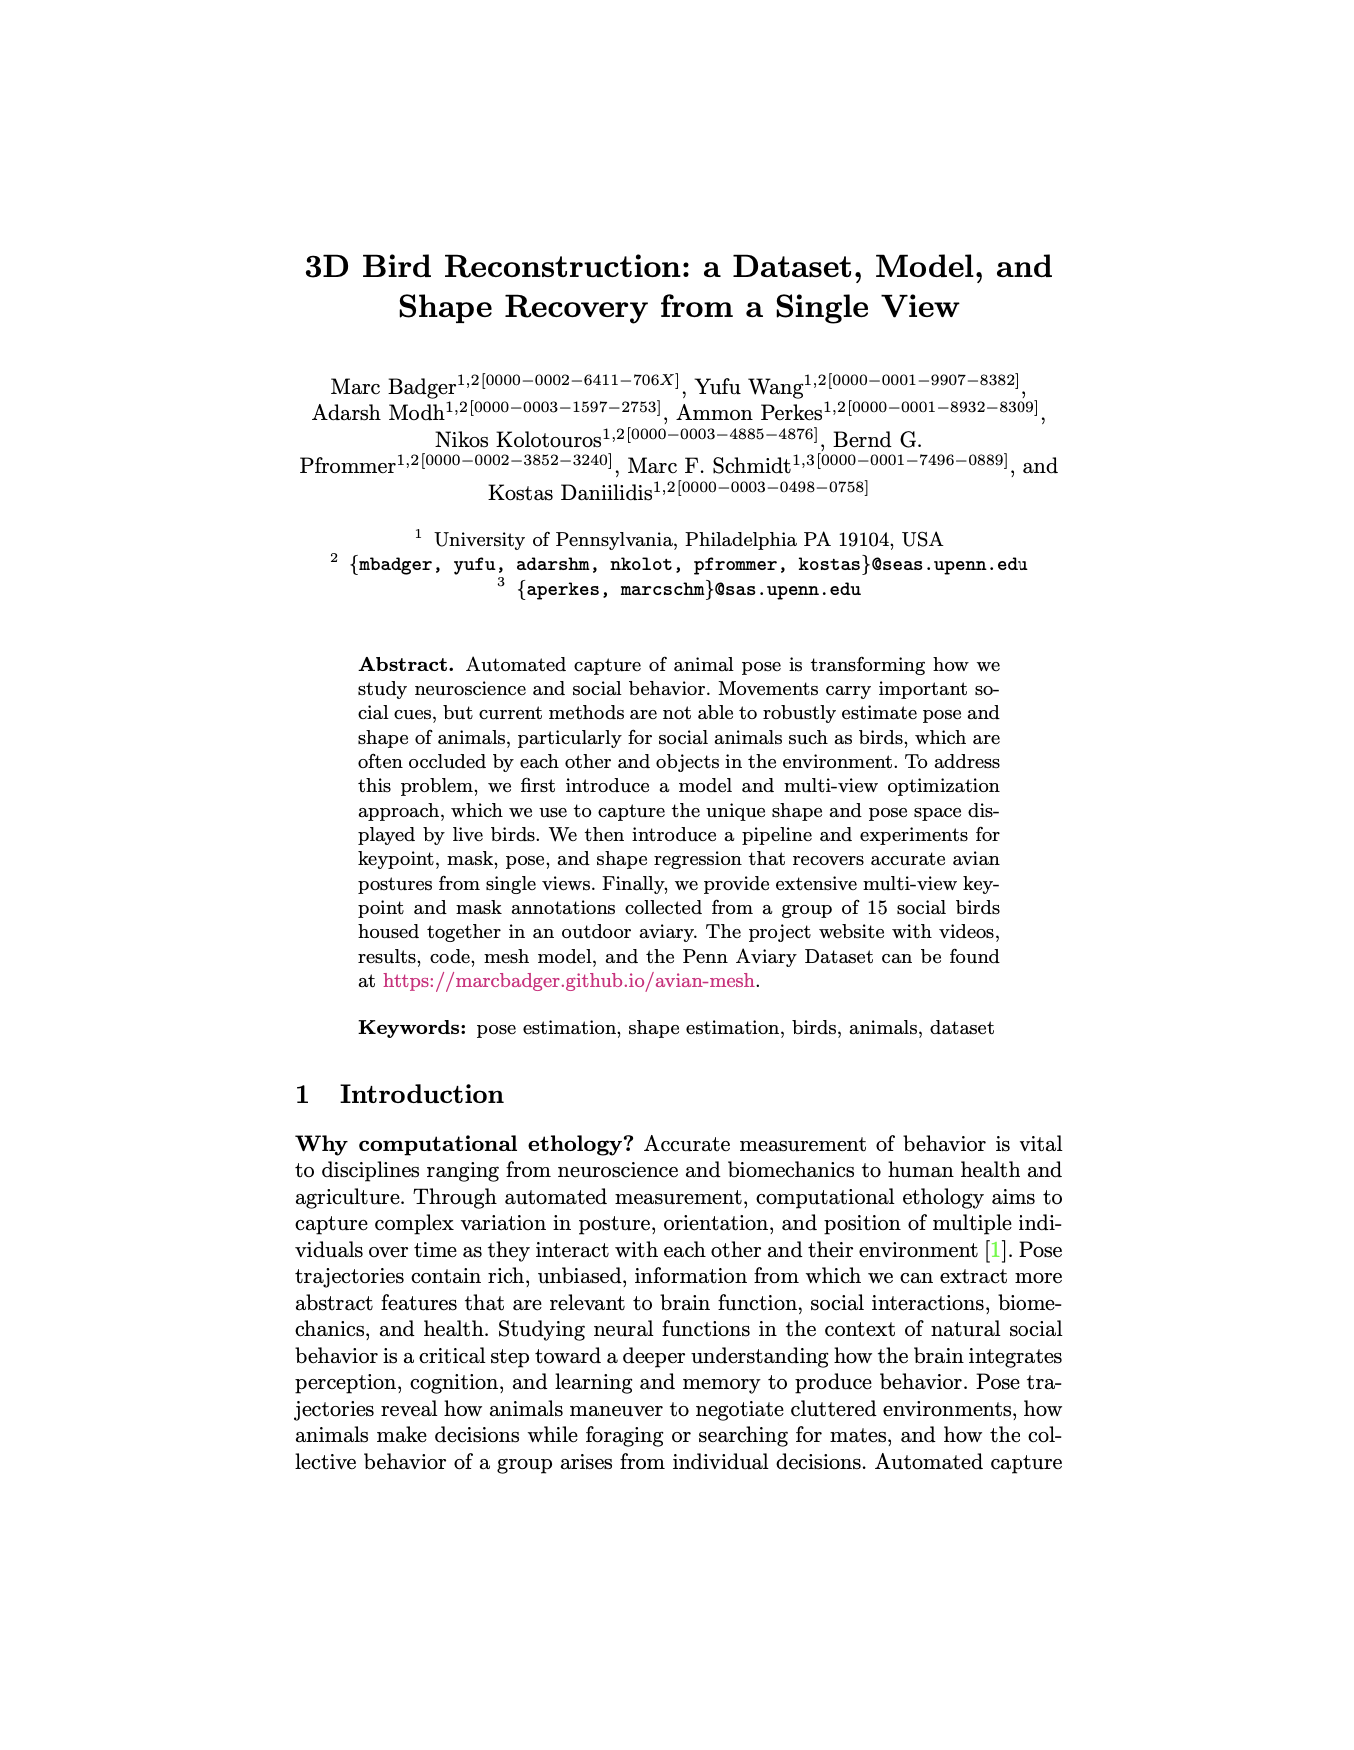 3D Bird Reconstruction: a Dataset, Model, and
Shape Recovery from a Single View
Marc Badger1,2[0000−0002−6411−706X], Yufu Wang1,2[0000−0001−9907−8382],
Adarsh Modh1,2[0000−0003−1597−2753], Ammon Perkes1,2[0000−0001−8932−8309],
Nikos Kolotouros1,2[0000−0003−4885−4876], Bernd G.
Pfrommer1,2[0000−0002−3852−3240], Marc F. Schmidt1,3[0000−0001−7496−0889], and
Kostas Daniilidis1,2[0000−0003−0498−0758]
1 University of Pennsylvania, Philadelphia PA 19104, USA
2 {mbadger, yufu, adarshm, nkolot, pfrommer, kostas}@seas.upenn.edu
3 {aperkes, marcschm}@sas.upenn.edu
Abstract. Automated capture of animal pose is transforming how we
study neuroscience and social behavior. Movements carry important so-
cial cues, but current methods are not able to robustly estimate pose and
shape of animals, particularly for social animals such as birds, which are
often occluded by each other and objects in the environment. To address
this problem, we first introduce a model and multi-view optimization
approach, which we use to capture the unique shape and pose space dis-
played by live birds. We then introduce a pipeline and experiments for
keypoint, mask, pose, and shape regression that recovers accurate avian
postures from single views. Finally, we provide extensive multi-view key-
point and mask annotations collected from a group of 15 social birds
housed together in an outdoor aviary. The project website with videos,
results, code, mesh model, and the Penn Aviary Dataset can be found
at https://marcbadger.github.io/avian-mesh.
Keywords: pose estimation, shape estimation, birds, animals, dataset
1 Introduction
Why computational ethology? Accurate measurement of behavior is vital
to disciplines ranging from neuroscience and biomechanics to human health and
agriculture. Through automated measurement, computational ethology aims to
capture complex variation in posture, orientation, and position of multiple indi-
viduals over time as they interact with each other and their environment [1]. Pose
trajectories contain rich, unbiased, information from which we can extract more
abstract features that are relevant to brain function, social interactions, biome-
chanics, and health. Studying neural functions in the context of natural social
behavior is a critical step toward a deeper understanding how the brain integrates
perception, cognition, and learning and memory to produce behavior. Pose tra-
jectories reveal how animals maneuver to negotiate cluttered environments, how
animals make decisions while foraging or searching for mates, and how the col-
lective behavior of a group arises from individual decisions. Automated capture